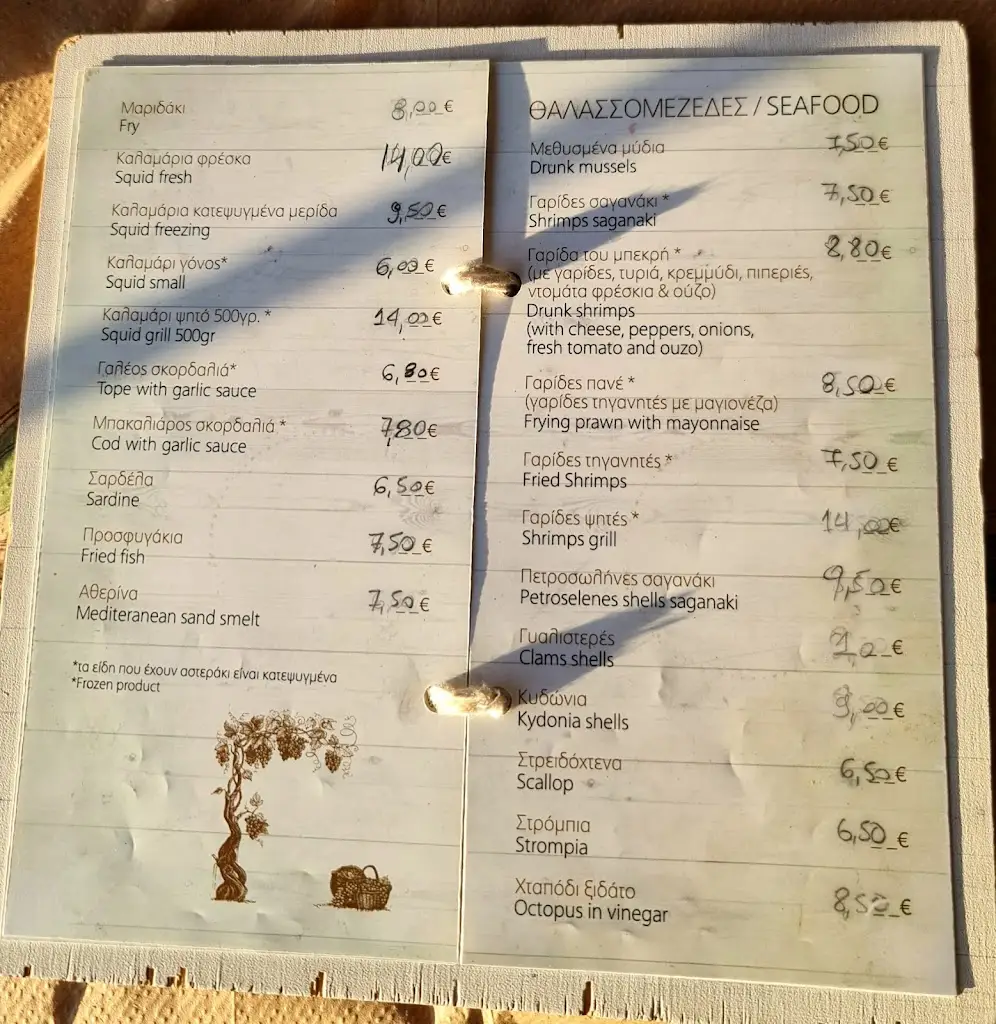 Μαριδάκι 8,00€
Fry
Καλαμάρια φρέσκα 14,00€
Squid fresh
Καλαμάρια κατεψυγμένα μερίδα 9,50€
Squid freezing
Καλαμάρι γόνος* 6,00€
Squid small
Καλαμάρι ψητό 500γρ. * 14,00€
Squid grill 500gr
Γαλέος σκορδαλιά* 6,80€
Tope with garlic sauce
Μπακαλιάρος σκορδαλιά * 7,80€
Cod with garlic sauce
Σαρδέλα 6,50€
Sardine
Προσφυγάκια 7,50€
Fried fish
Αθερίνα 7,50€
Mediteranean sand smelt
*τα είδη που έχουν αστεράκι είναι κατεψυγμένα
*Frozen product
ΘΑΛΑΣΣΟΜΕΖΕΔΕΣ / SEAFOOD
Μεθυσμένα μύδια 7,50€
Drunk mussels
Γαρίδες σαγανάκι * 7,50€
Shrimps saganaki
Γαρίδα του μπεκρή * 8,80€
(με γαρίδες, τυριά, κρεμμύδι, πιπεριές,
ντομάτα φρέσκια & ούζο)
Drunk shrimps
(with cheese, peppers, onions,
fresh tomato and ouzo)
Γαρίδες πανέ * 8,50€
(γαρίδες τηγανητές με μαγιονέζα)
Frying prawn with mayonnaise
Γαρίδες τηγανητές * 7,50€
Fried Shrimps
Γαρίδες ψητές * 14,00€
Shrimps grill
Πετροσωλήνες σαγανάκι 9,50€
Petroselenes shells saganaki
Γυαλιστερές €
Clams shells
Κυδώνια 9,00€
Kydonia shells
Στρειδόχτενα 6,50€
Scallop
Στρόμπια 6,50€
Strompia
Χταπόδι ξιδάτο 8,50€
Octopus in vinegar